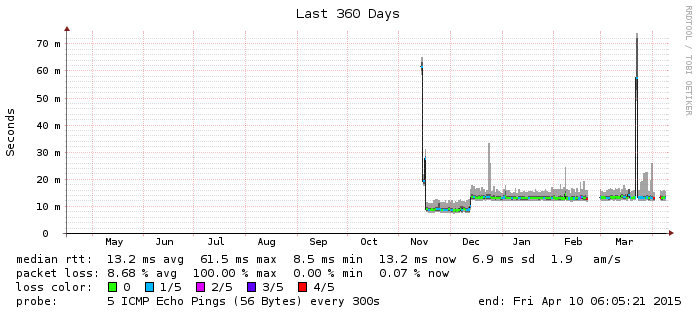 Last 360 Days
RRDTOOL / TOBI OETIKER
Seconds
70 m
60 m
50 m
40 m
30 m
20 m
10 m
0
May Jun Jul Aug Sep Oct Nov Dec Jan Feb Mar
median rtt: 13.2 ms avg 61.5 ms max 8.5 ms min 13.2 ms now 6.9 ms sd 1.9 am/s
packet loss: 8.68 % avg 100.00 % max 0.00 % min 0.07 % now
loss color: 0 1/5 2/5 3/5 4/5
probe: 5 ICMP Echo Pings (56 Bytes) every 300s end: Fri Apr 10 06:05:21 2015